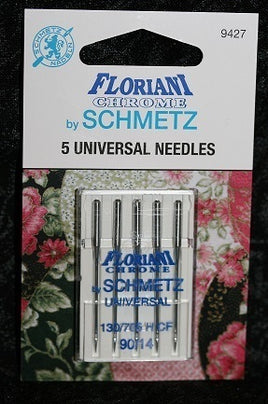 9427
SCHMETZ
NADELN
FLORIANI
CHROME
by SCHMETZ
5 UNIVERSAL NEEDLES
FLORIANI
CHROME
by SCHMETZ
UNIVERSAL
130/705 H CF
90/14